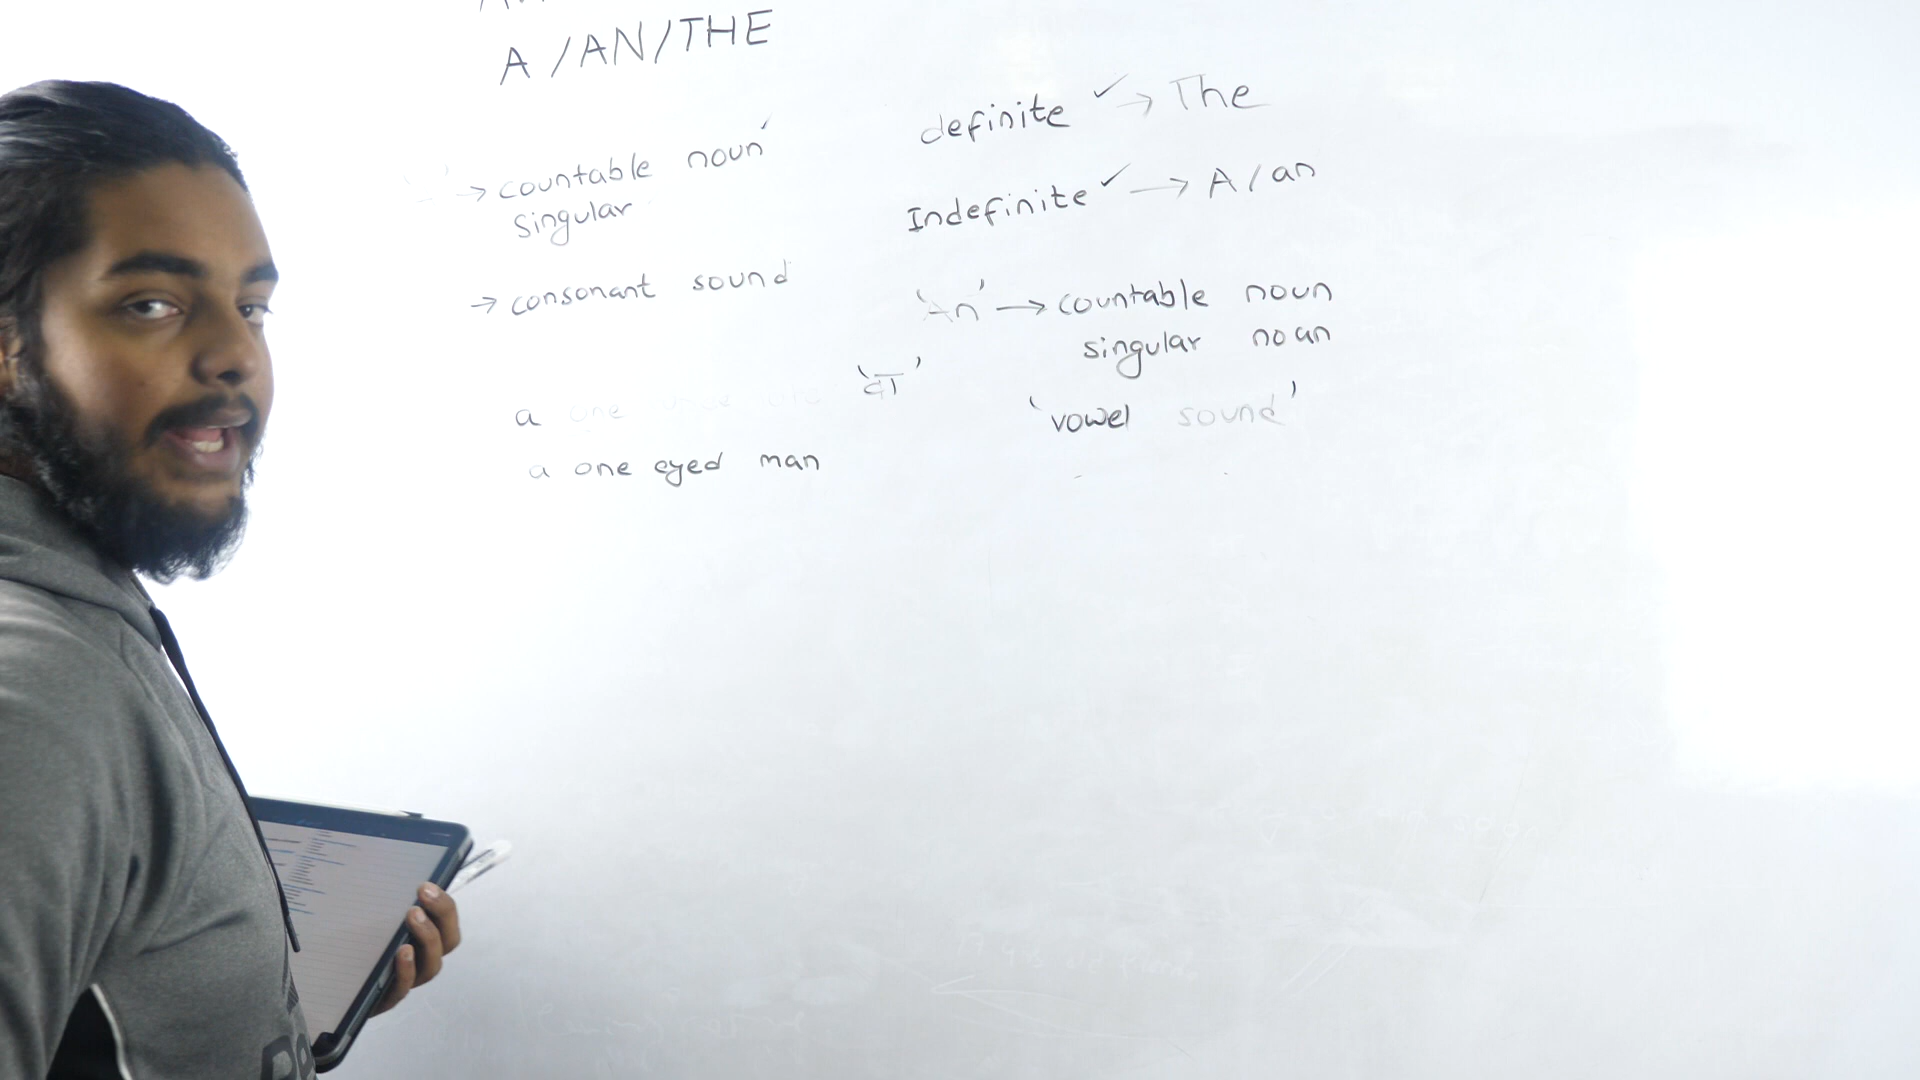 A/AN/THE
→ countable noun
singular
→ consonant sound
a one
a one eyed man
definite → The
Indefinite → A/an
'An' → countable noun
singular noun
'vowel sound'